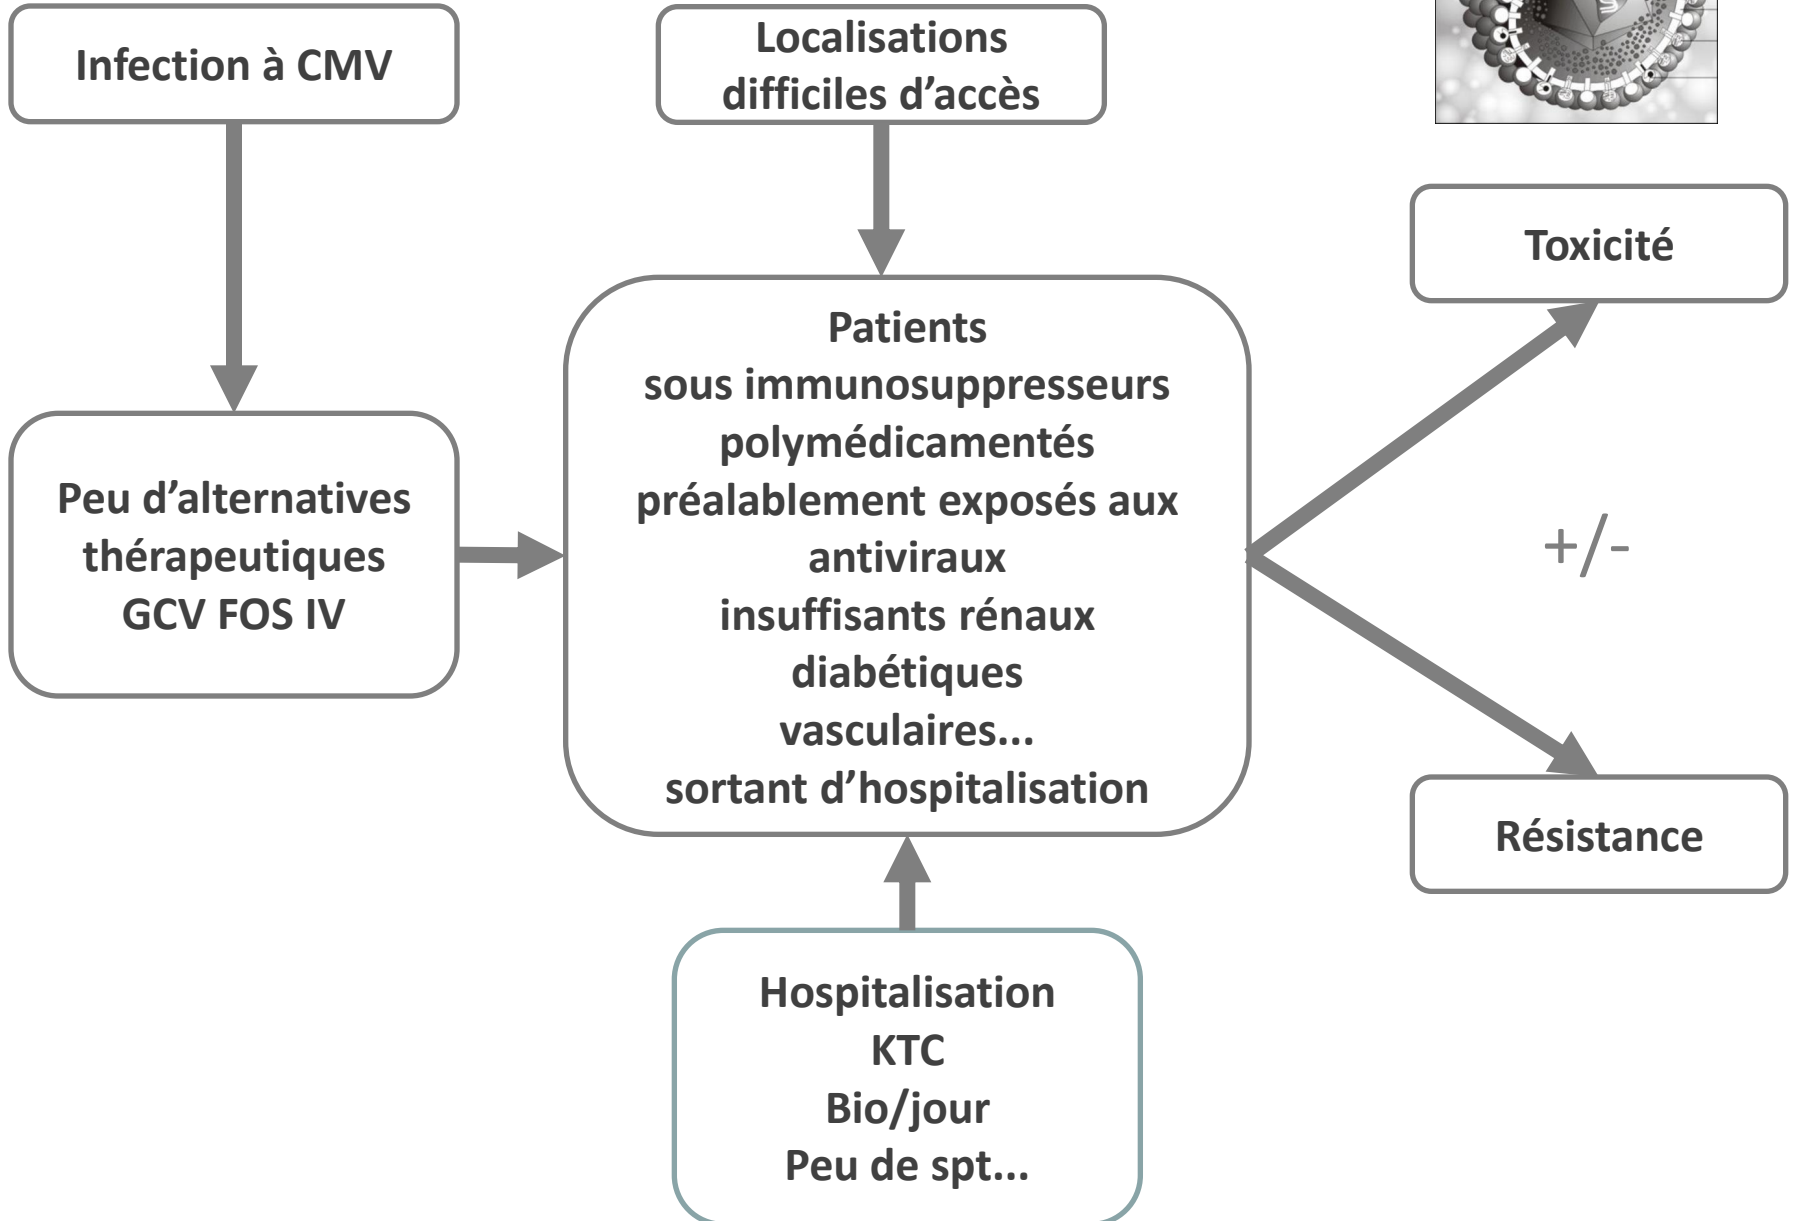 Infection à CMV
Localisations
difficiles d'accès
Toxicité
Peu d'alternatives
thérapeutiques
GCV FOS IV
Patients
sous immunosuppresseurs
polymédicamentés
préalablement exposés aux
antiviraux
insuffisants rénaux
diabétiques
vasculaires...
sortant d'hospitalisation
+/-
Résistance
Hospitalisation
KTC
Bio/jour
Peu de spt...